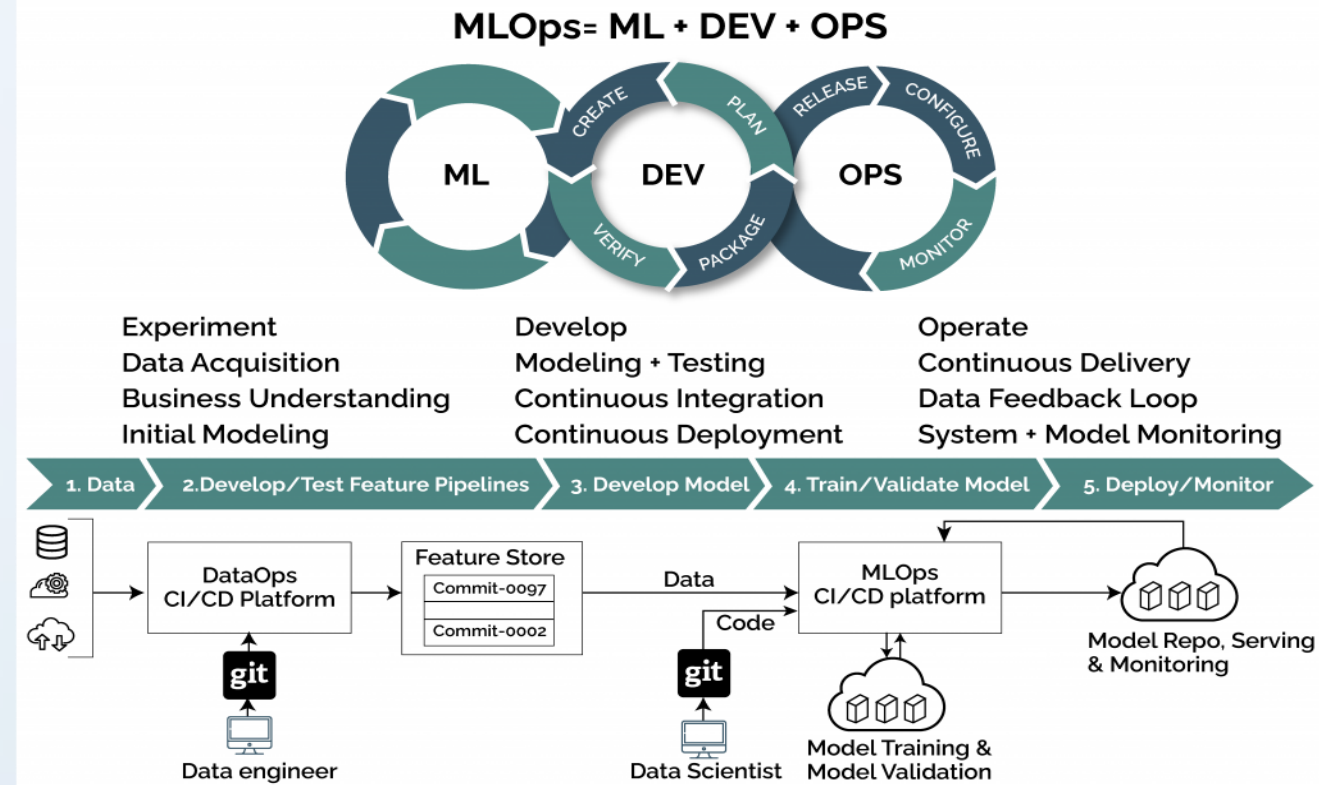 MLOps= ML + DEV + OPS
ML
CREATE
PLAN
DEV
VERIFY
PACKAGE
RELEASE
CONFIGURE
OPS
MONITOR
Experiment
Data Acquisition
Business Understanding
Initial Modeling
Develop
Modeling + Testing
Continuous Integration
Continuous Deployment
Operate
Continuous Delivery
Data Feedback Loop
System + Model Monitoring
1. Data
2.Develop/Test Feature Pipelines
3. Develop Model
4. Train/Validate Model
5. Deploy/Monitor
DataOps
CI/CD Platform
git
Data engineer
Feature Store
Commit-0097
Commit-0002
Data
Code
git
Data Scientist
MLOps
CI/CD platform
Model Training &
Model Validation
Model Repo, Serving
& Monitoring